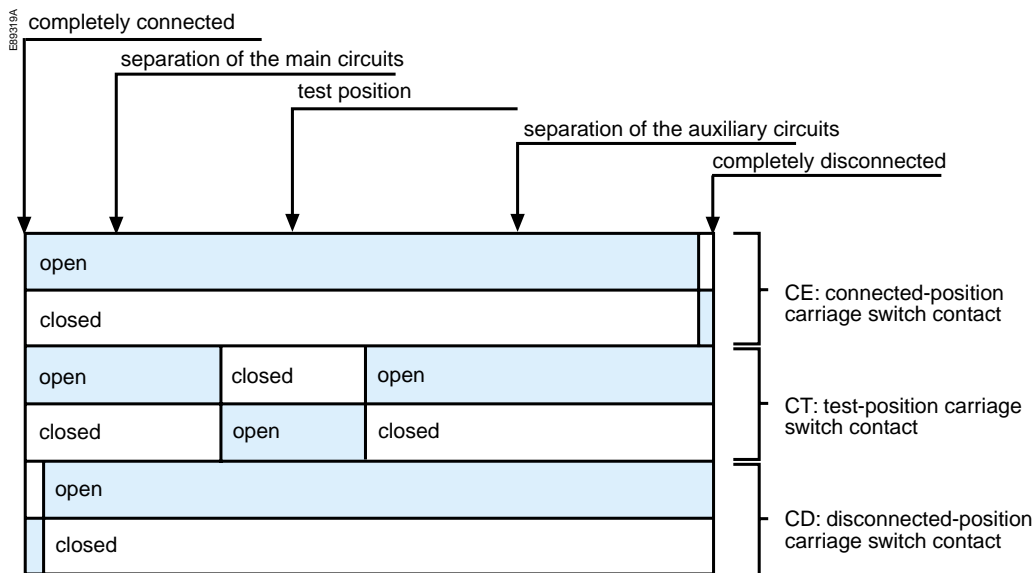 E89319A
completely connected
separation of the main circuits
test position
separation of the auxiliary circuits
completely disconnected
open
closed
CE: connected-position
carriage switch contact
open closed open
closed open closed
CT: test-position carriage
switch contact
open
closed
CD: disconnected-position
carriage switch contact